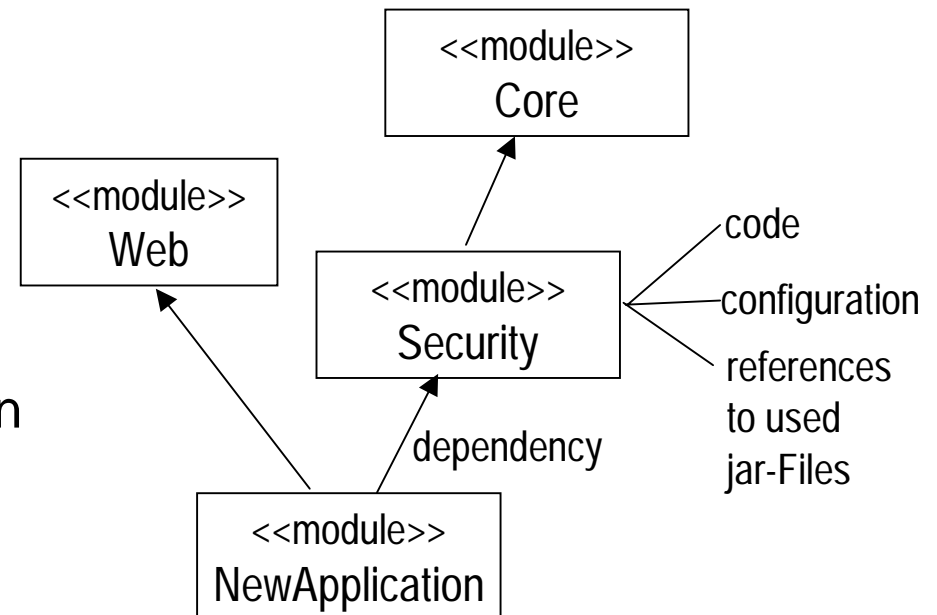 <<module>>
Core
<<module>>
Web
<<module>>
Security
code
configuration
references
to used
jar-Files
n
dependency
<<module>>
NewApplication